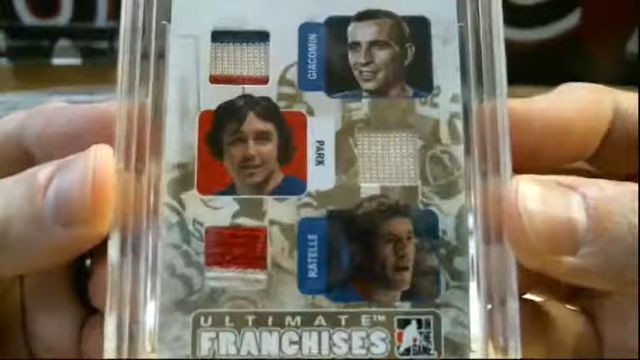 GIACOMIN
PARK
RATELLE
ULTIMATE™
FRANCHISES